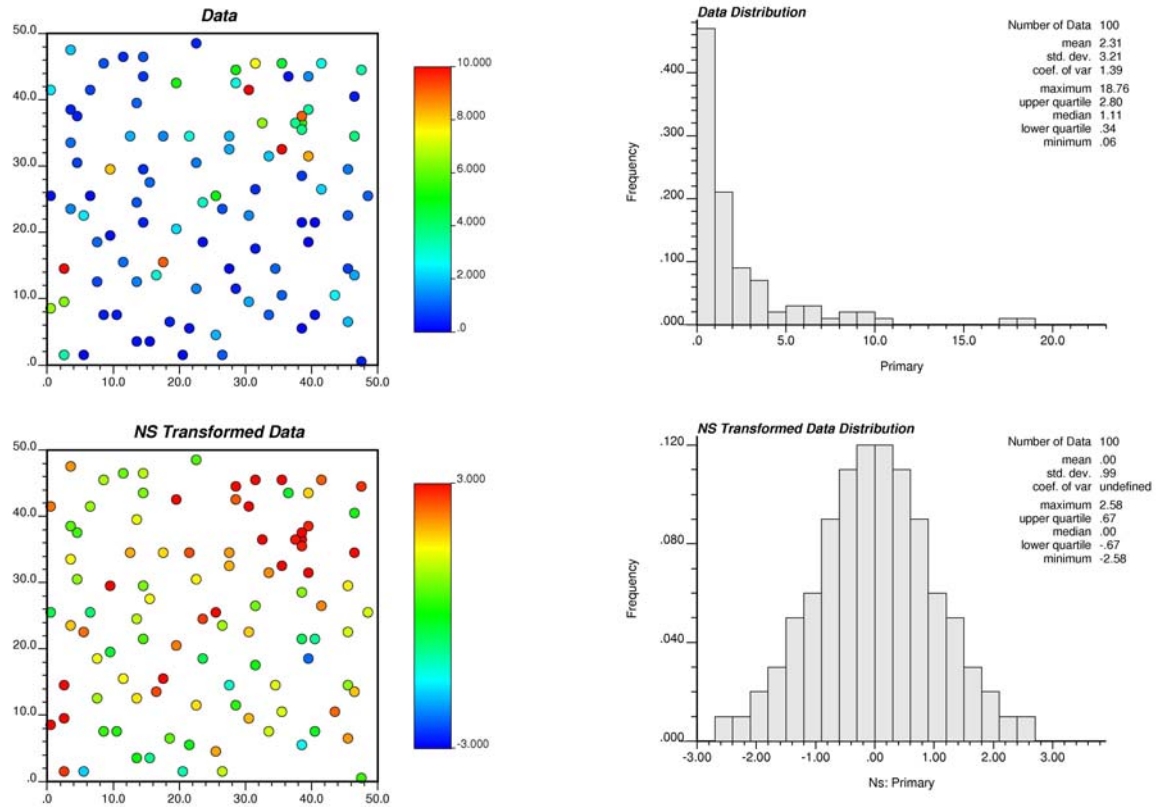 Data
50.0
40.0
30.0
20.0
10.0
.0
.0 10.0 20.0 30.0 40.0 50.0
10.000
8.000
6.000
4.000
2.000
.0
Data Distribution
Number of Data 100
mean 2.31
std. dev. 3.21
coef. of var 1.39
maximum 18.76
upper quartile 2.80
median 1.11
lower quartile .34
minimum .06
Frequency
.400
.300
.200
.100
.000
.0 5.0 10.0 15.0 20.0
Primary
NS Transformed Data
50.0
40.0
30.0
20.0
10.0
.0
.0 10.0 20.0 30.0 40.0 50.0
3.000
-3.000
NS Transformed Data Distribution
Number of Data 100
mean .00
std. dev. .99
coef. of var undefined
maximum 2.58
upper quartile .67
median .00
lower quartile -.67
minimum -2.58
Frequency
.120
.080
.040
.000
-3.00 -2.00 -1.00 .00 1.00 2.00 3.00
Ns: Primary